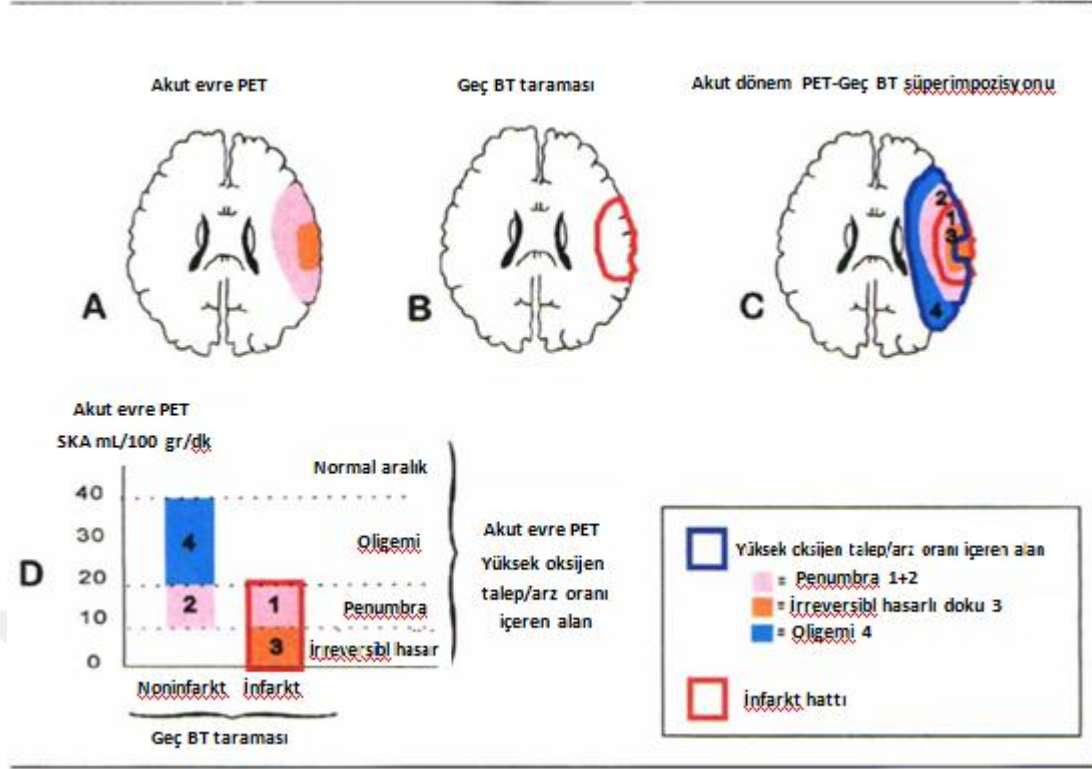 Akut evre PET
Geç BT taraması
Akut dönem PET-Geç BT süperimpozisyonu
A
B
C
2
1
3
4
Akut evre PET
SKA mL/100 gr/dk
D
40
30
20
10
0
4
2
1
3
Normal aralık
Oligemi
Penumbra
İrreversibl hasar
Noninfarkt İnfarkt
Geç BT taraması
Akut evre PET
Yüksek oksijen
talep/arz oranı
içeren alan
Yüksek oksijen talep/arz oranı içeren alan
= Penumbra 1+2
= İrreversibl hasarlı doku 3
= Oligemi 4
İnfarkt hattı